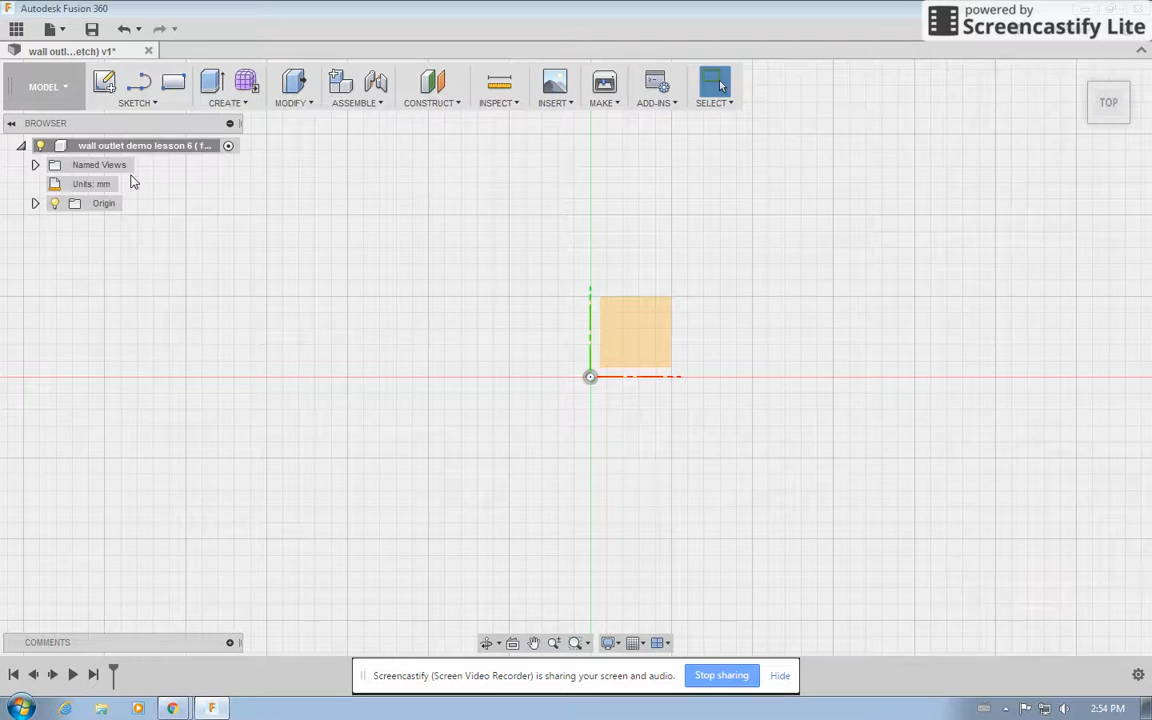 Autodesk Fusion 360
powered by
Screencastify Lite
wall outl...etch) v1*
MODEL
SKETCH
CREATE
MODIFY
ASSEMBLE
CONSTRUCT
INSPECT
INSERT
MAKE
ADD-INS
SELECT
TOP
BROWSER
wall outlet demo lesson 6 ( f...
Named Views
Units: mm
Origin
COMMENTS
Screencastify (Screen Video Recorder) is sharing your screen and audio.
Stop sharing
Hide
2:54 PM